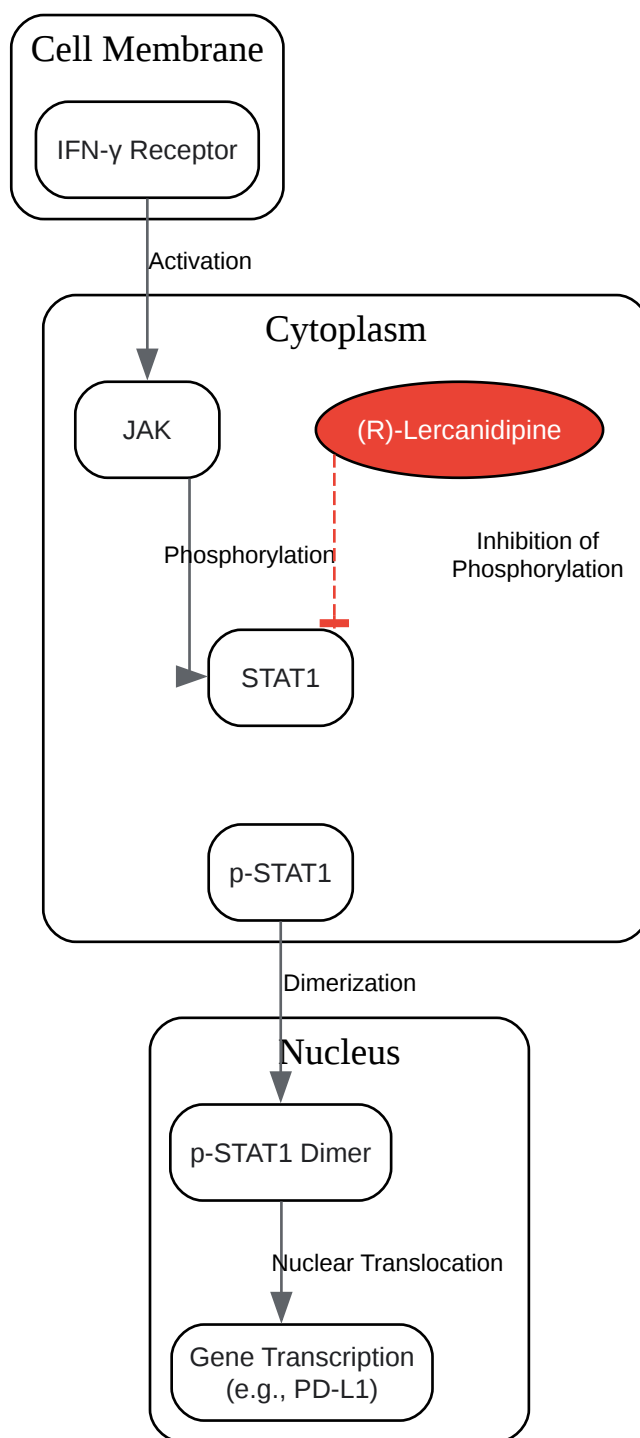 Cell Membrane
IFN-γ Receptor
Activation
Cytoplasm
JAK
(R)-Lercanidipine
Phosphorylation
Inhibition of
Phosphorylation
STAT1
p-STAT1
Dimerization
Nucleus
p-STAT1 Dimer
Nuclear Translocation
Gene Transcription
(e.g., PD-L1)